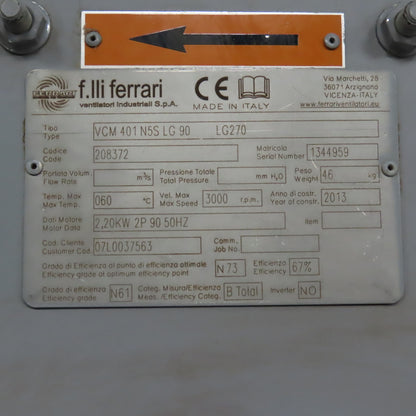 FERRARI
f.lli ferrari
ventilatori industriali S.p.A.
CE
MADE IN ITALY
Via Marchetti, 28
36071 Arzignano
VICENZA-ITALY
www.ferrariventilatori.eu
Tipo
Type VCM 401 N5S LG 90 LG270
Codice
Code 208372
Matricola
Serial Number 1344959
Portata Volum.
Flow Rate m³/s
Pressione Totale
Total Pressure mm H₂O
Peso
Weight 46 kg
Temp. Max
Max Temp. 060 °C
Vel. Max
Max Speed 3000 r.p.m.
Anno di costr.
Year of constr. 2013
Dati Motore
Motor Data 2,20KW 2P 90 50HZ
Item
Cod. Cliente
Customer Cod. 07L0037563
Comm.
Job No.
Grado di Efficienza al punto di efficienza ottimale
Efficiency grade at optimum efficiency point N 73
Efficienza
Efficiency 67%
Grado efficienza
Efficiency grade N61
Categ. Misura/Efficienza
Meas. /Efficiency Categ. B Total
Inverter NO